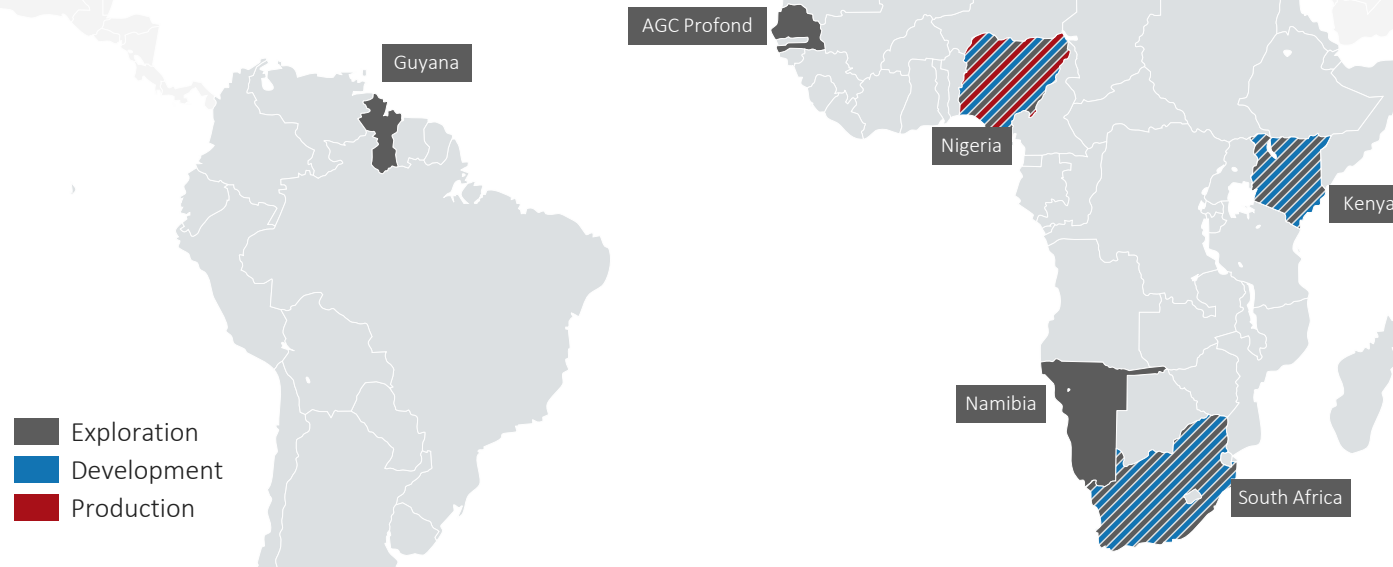 AGC Profond
Guyana
Nigeria
Kenya
Namibia
South Africa
Exploration
Development
Production